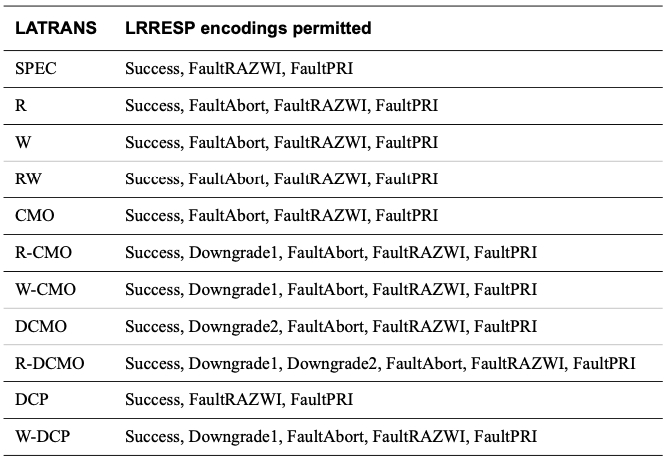 LATRANS LRRESP encodings permitted
SPEC Success, FaultRAZWI, FaultPRI
R Success, FaultAbort, FaultRAZWI, FaultPRI
W Success, FaultAbort, FaultRAZWI, FaultPRI
RW Success, FaultAbort, FaultRAZWI, FaultPRI
CMO Success, FaultAbort, FaultRAZWI, FaultPRI
R-CMO Success, Downgrade1, FaultAbort, FaultRAZWI, FaultPRI
W-CMO Success, Downgrade1, FaultAbort, FaultRAZWI, FaultPRI
DCMO Success, Downgrade2, FaultAbort, FaultRAZWI, FaultPRI
R-DCMO Success, Downgrade1, Downgrade2, FaultAbort, FaultRAZWI, FaultPRI
DCP Success, FaultRAZWI, FaultPRI
W-DCP Success, Downgrade1, FaultAbort, FaultRAZWI, FaultPRI